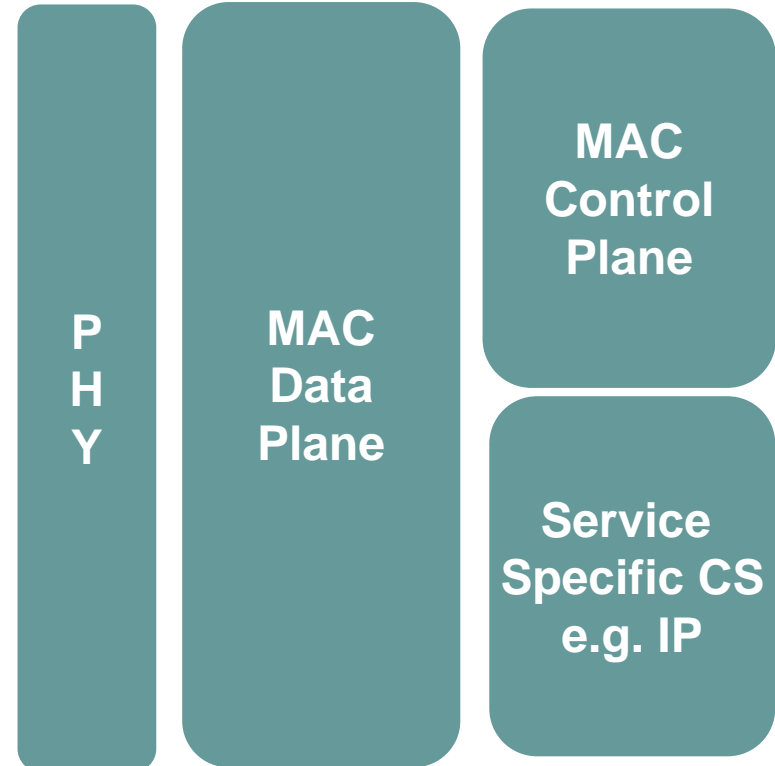 P
H
Y
MAC
Data
Plane
MAC
Control
Plane
Service
Specific CS
e.g. IP